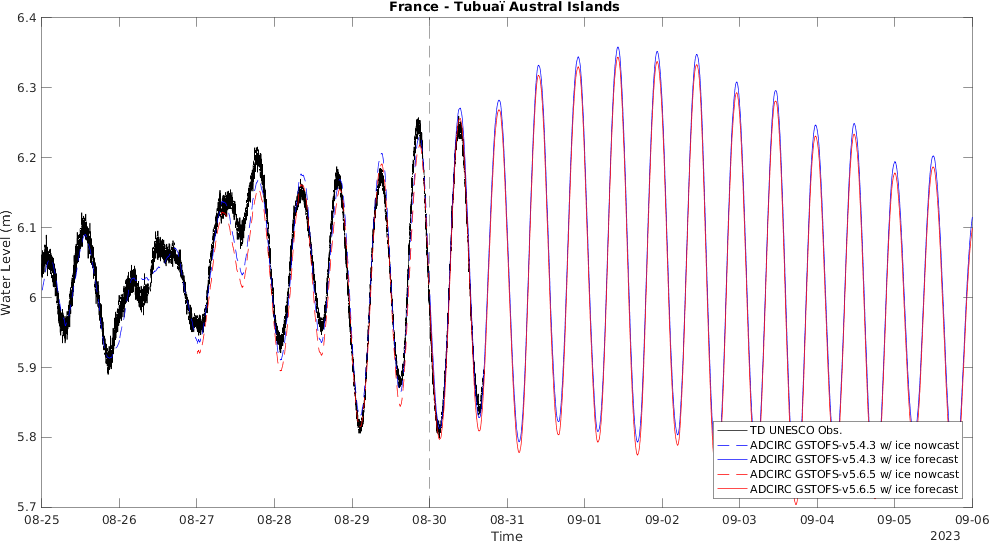 France - Tubuaï Austral Islands
Water Level (m)
6.4
6.3
6.2
6.1
6
5.9
5.8
5.7
TD UNESCO Obs.
ADCIRC GSTOFS-v5.4.3 w/ ice nowcast
ADCIRC GSTOFS-v5.4.3 w/ ice forecast
ADCIRC GSTOFS-v5.6.5 w/ ice nowcast
ADCIRC GSTOFS-v5.6.5 w/ ice forecast
08-25 08-26 08-27 08-28 08-29 08-30 08-31 09-01 09-02 09-03 09-04 09-05 09-06
Time
2023